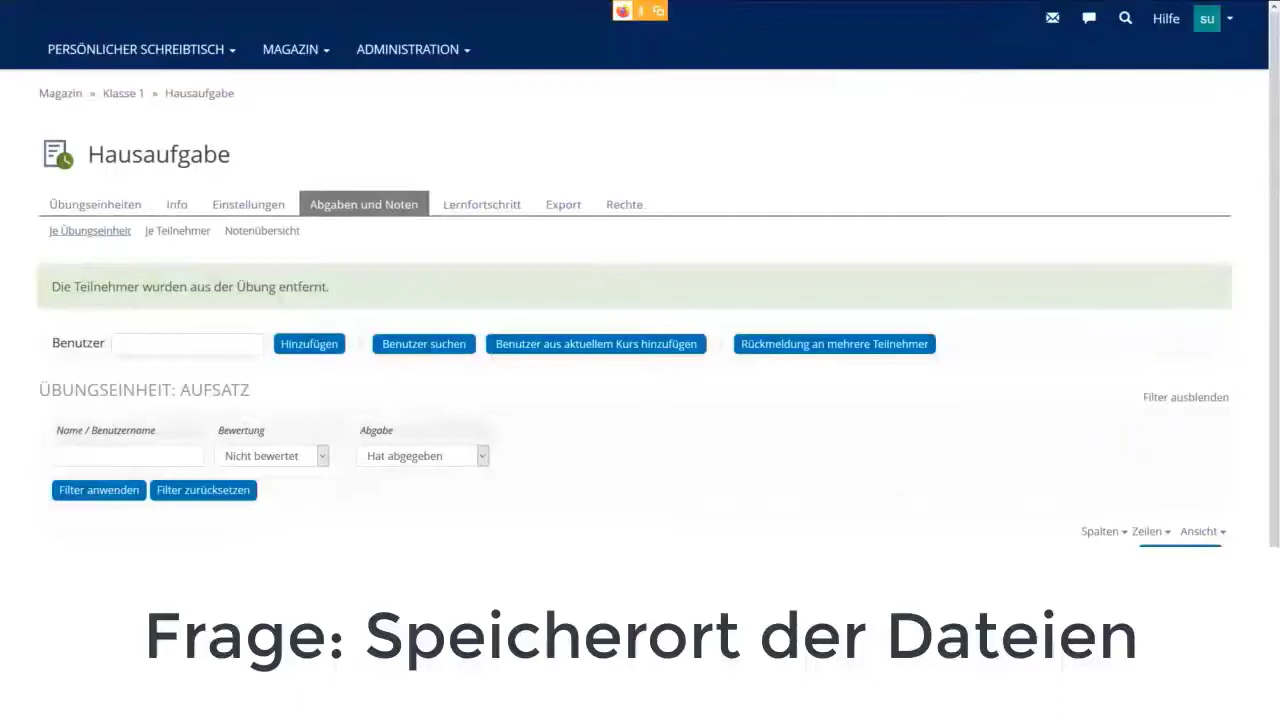 Hilfe su
PERSÖNLICHER SCHREIBTISCH MAGAZIN ADMINISTRATION
Magazin » Klasse 1 » Hausaufgabe
Hausaufgabe
Übungseinheiten Info Einstellungen Abgaben und Noten Lernfortschritt Export Rechte
Je Übungseinheit Je Teilnehmer Notenübersicht
Die Teilnehmer wurden aus der Übung entfernt.
Benutzer Hinzufügen Benutzer suchen Benutzer aus aktuellem Kurs hinzufügen Rückmeldung an mehrere Teilnehmer
ÜBUNGSEINHEIT: AUFSATZ
Filter ausblenden
Name / Benutzername Bewertung Abgabe
Nicht bewertet Hat abgegeben
Filter anwenden Filter zurücksetzen
Spalten Zeilen Ansicht
Frage: Speicherort der Dateien